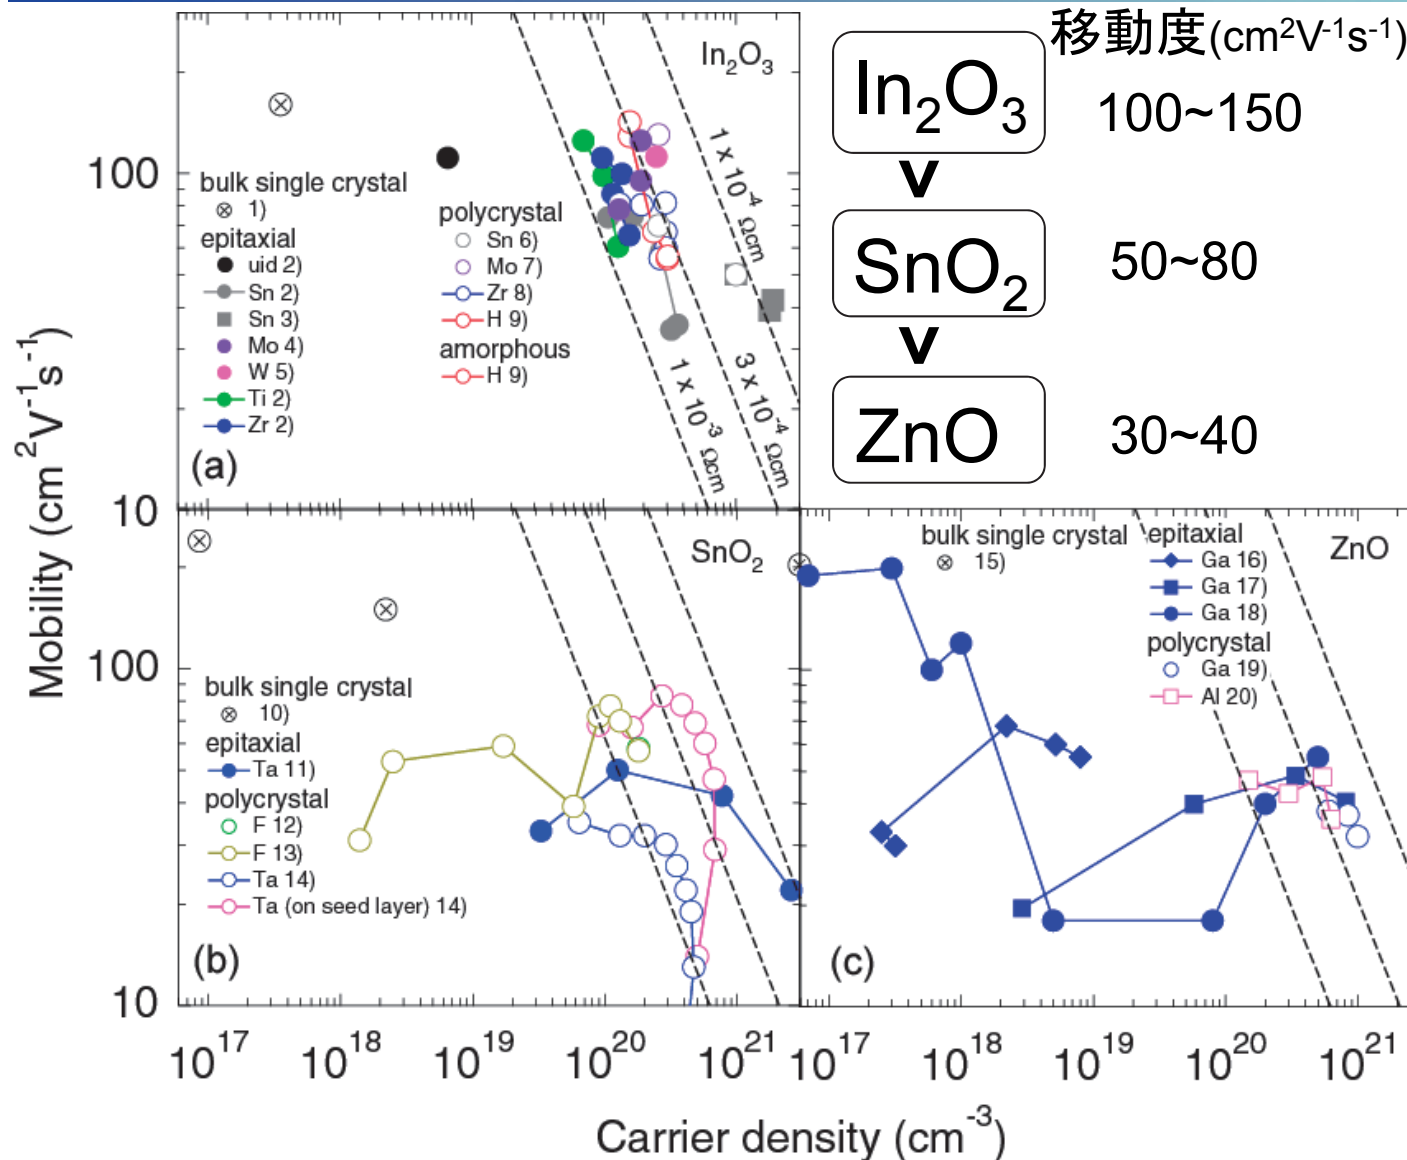 In2O3
100
bulk single crystal
⊗ 1)
epitaxial
uid 2)
Sn 2)
Sn 3)
Mo 4)
W 5)
Ti 2)
Zr 2)
polycrystal
Sn 6)
Mo 7)
Zr 8)
H 9)
amorphous
H 9)
1 x 10-4 Ωcm
3 x 10-4 Ωcm
1 x 10-3 Ωcm
(a)
10
移動度(cm2V-1s-1)
In2O3
100~150
v
SnO2
50~80
v
ZnO
30~40
Mobility (cm2V-1s-1)
SnO2
100
bulk single crystal
⊗ 10)
epitaxial
Ta 11)
polycrystal
F 12)
F 13)
Ta 14)
Ta (on seed layer) 14)
(b)
10
bulk single crystal
⊗ 15)
epitaxial
Ga 16)
Ga 17)
Ga 18)
polycrystal
Ga 19)
Al 20)
ZnO
(c)
1017 1018 1019 1020 1021 1017 1018 1019 1020 1021
Carrier density (cm-3)